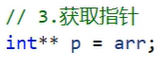 // 3.获取指针
int** p = arr;